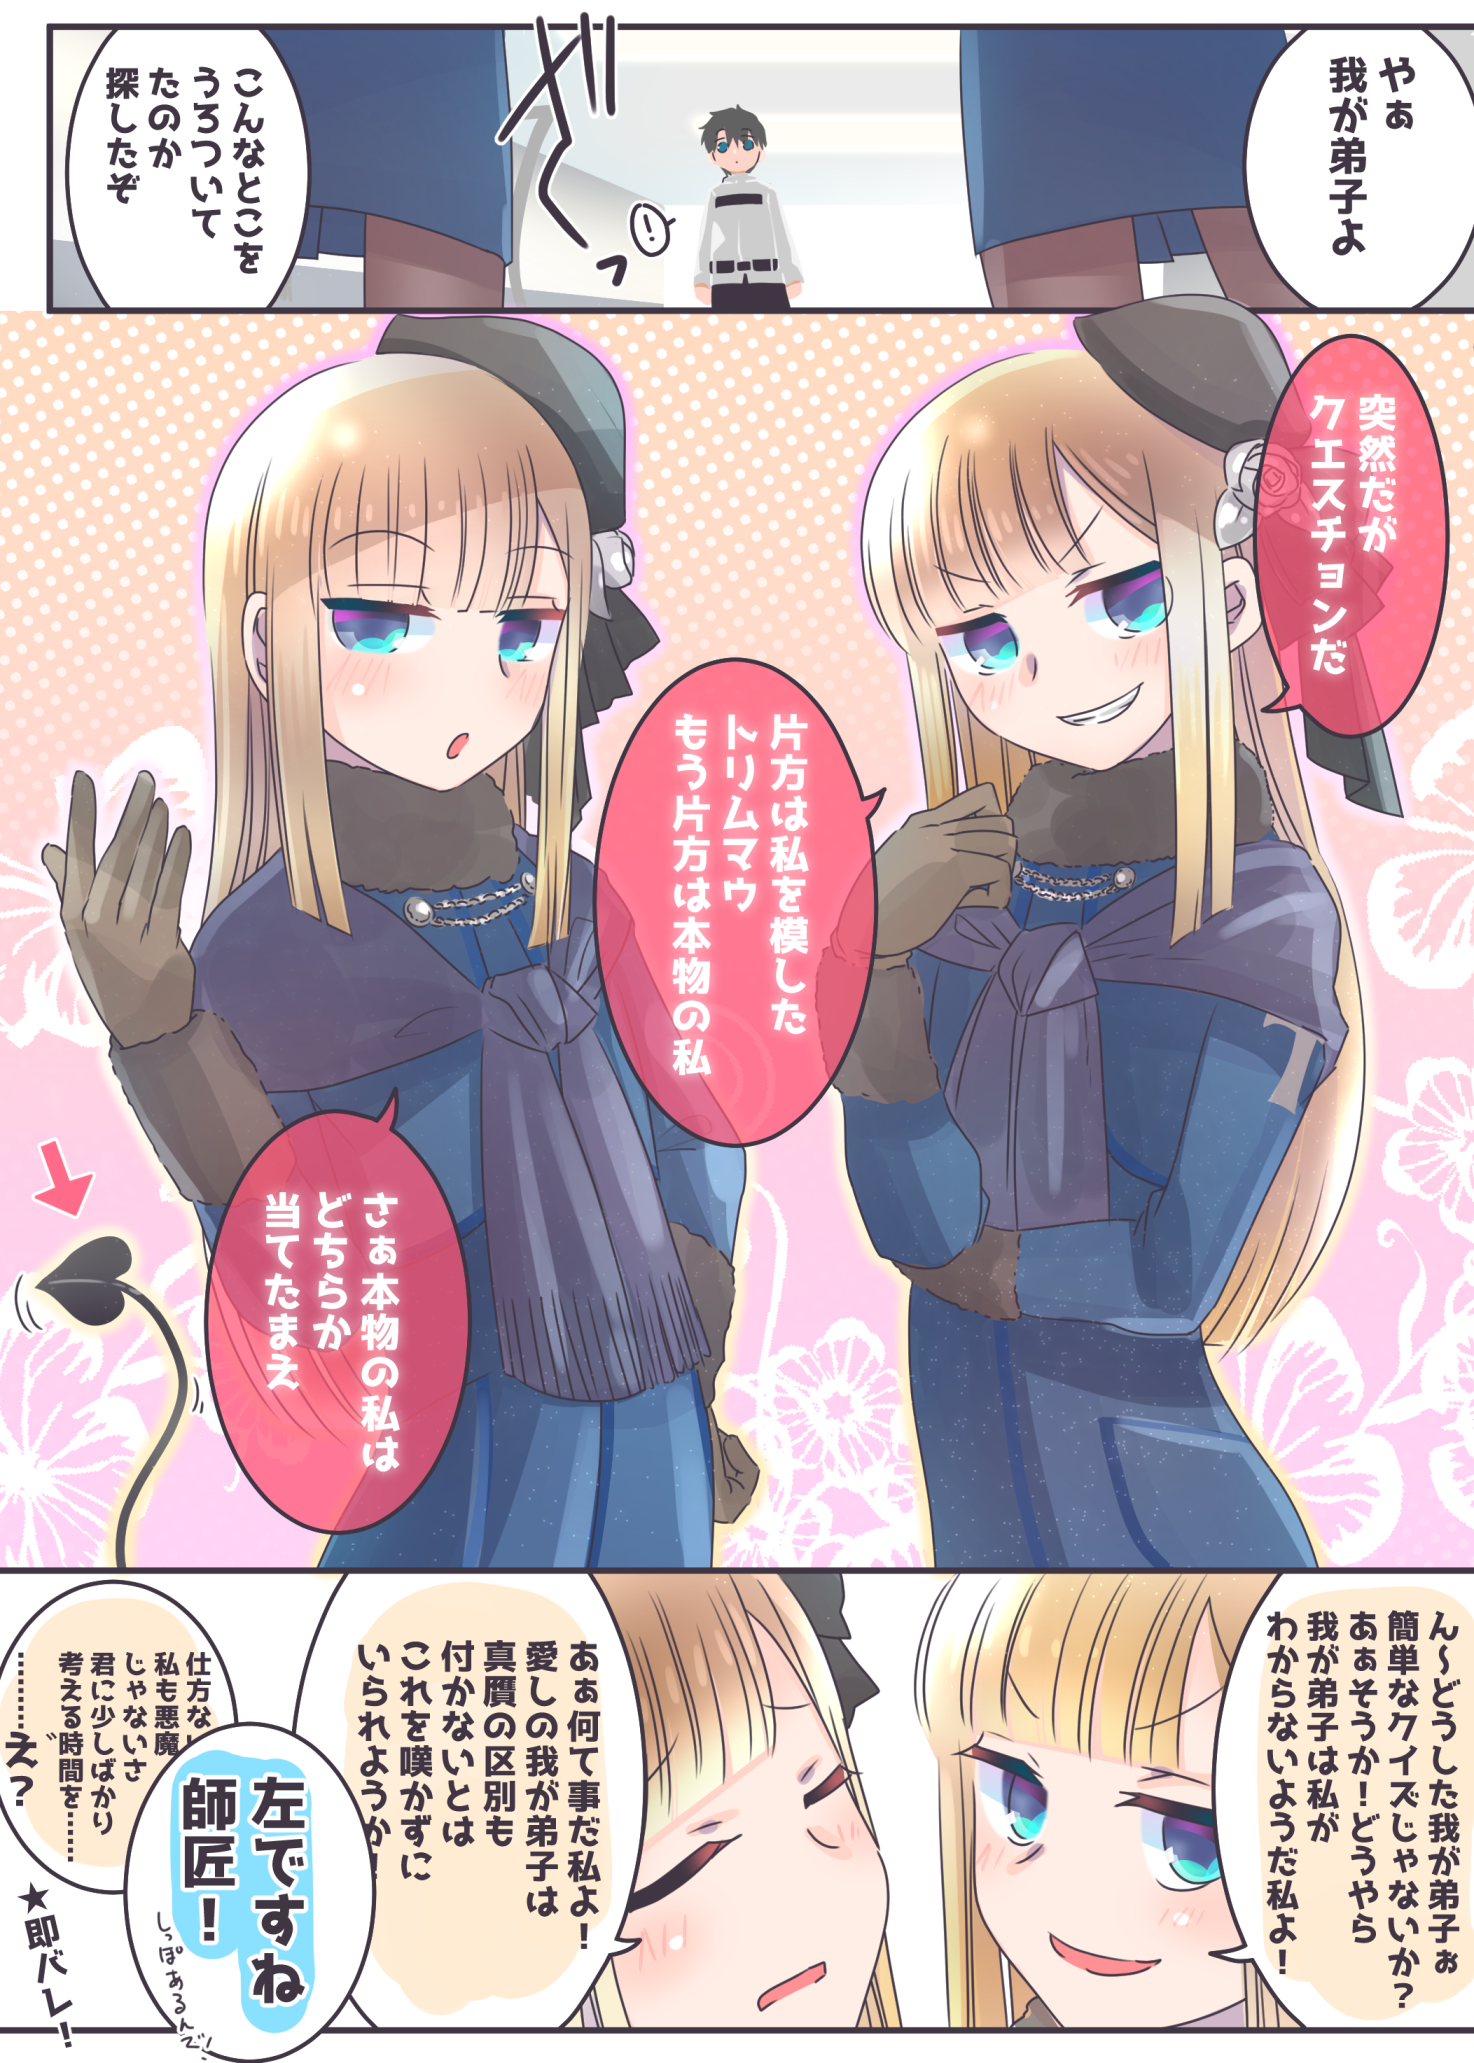 やぁ
我が弟子よ
ズイッ
!
こんなとこを
うろついて
たのか
探したぞ
突然だが
クエスチョンだ
片方は私を模した
トリムマウ
もう片方は本物の私
さぁ本物の私は
どちらか
当てたまえ
ん〜どうした我が弟子ぉ
簡単なクイズじゃないか?
あぁそうか!どうやら
我が弟子は私が
わからないようだ私よ!
あぁ何て事だ私よ!
愛しの我が弟子は
真贋の区別も
付かないとは
これを嘆かずに
いられようか!
仕方ない
私も悪魔
じゃないさ
君に少しばかり
考える時間を……
………え゛?
左ですね
師匠!
しっぽあるんで!
★即バレ!